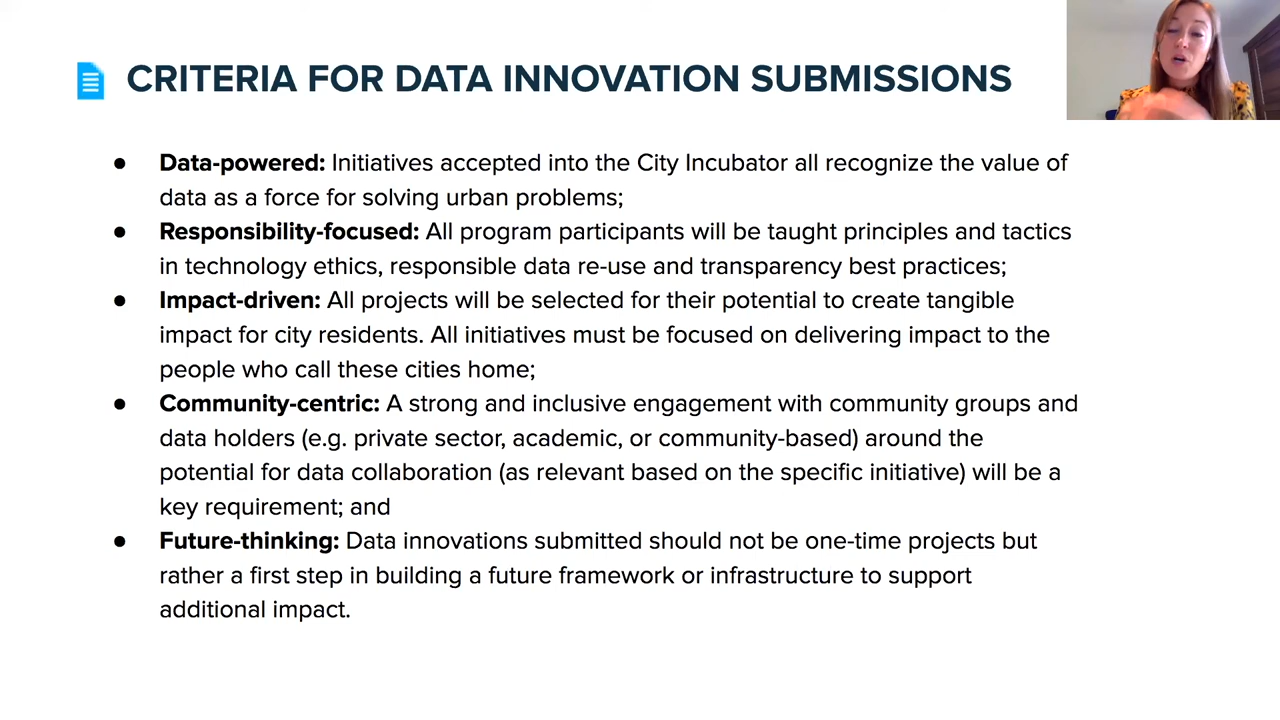 CRITERIA FOR DATA INNOVATION SUBMISSIONS
● Data-powered: Initiatives accepted into the City Incubator all recognize the value of
data as a force for solving urban problems;
● Responsibility-focused: All program participants will be taught principles and tactics
in technology ethics, responsible data re-use and transparency best practices;
● Impact-driven: All projects will be selected for their potential to create tangible
impact for city residents. All initiatives must be focused on delivering impact to the
people who call these cities home;
● Community-centric: A strong and inclusive engagement with community groups and
data holders (e.g. private sector, academic, or community-based) around the
potential for data collaboration (as relevant based on the specific initiative) will be a
key requirement; and
● Future-thinking: Data innovations submitted should not be one-time projects but
rather a first step in building a future framework or infrastructure to support
additional impact.